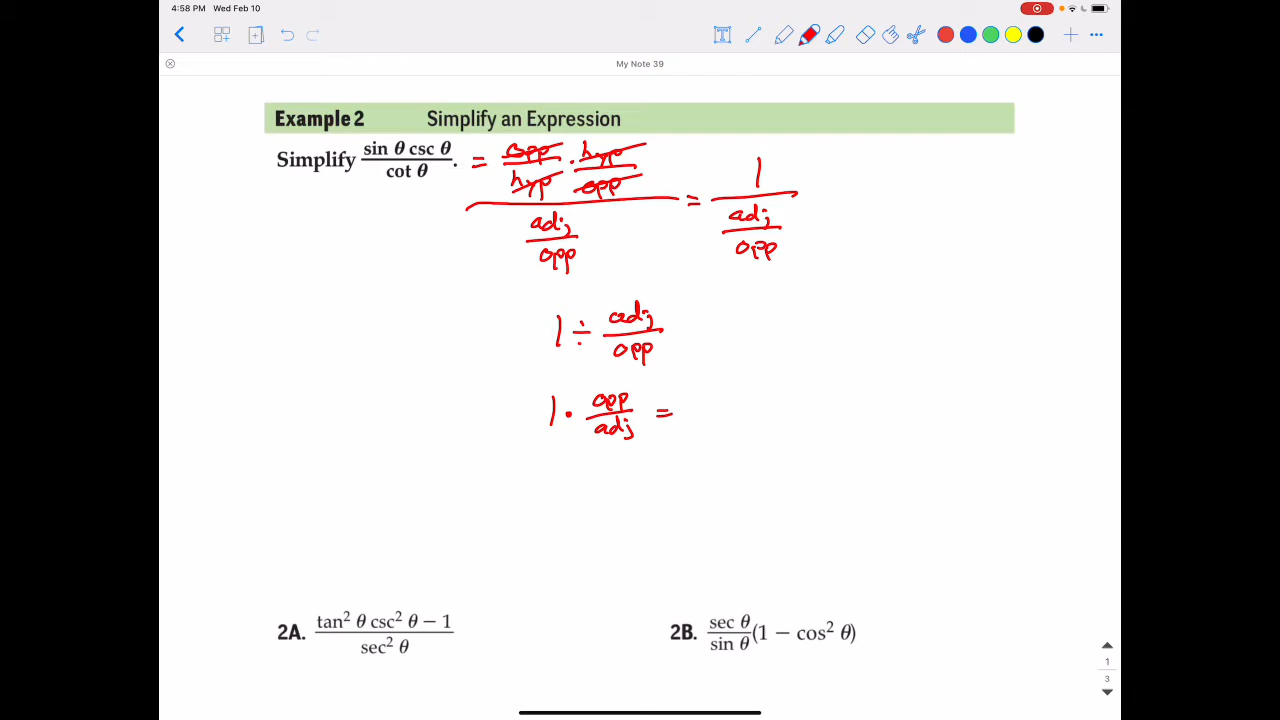 4:58 PM Wed Feb 10
My Note 39
Example 2 Simplify an Expression
Simplify sin θ csc θ / cot θ . = opp/hyp · hyp/opp / adj/opp = 1 / adj/opp
1 ÷ adj/opp
1 · opp/adj =
2A. tan² θ csc² θ − 1 / sec² θ
2B. sec θ / sin θ (1 − cos² θ)
1
3